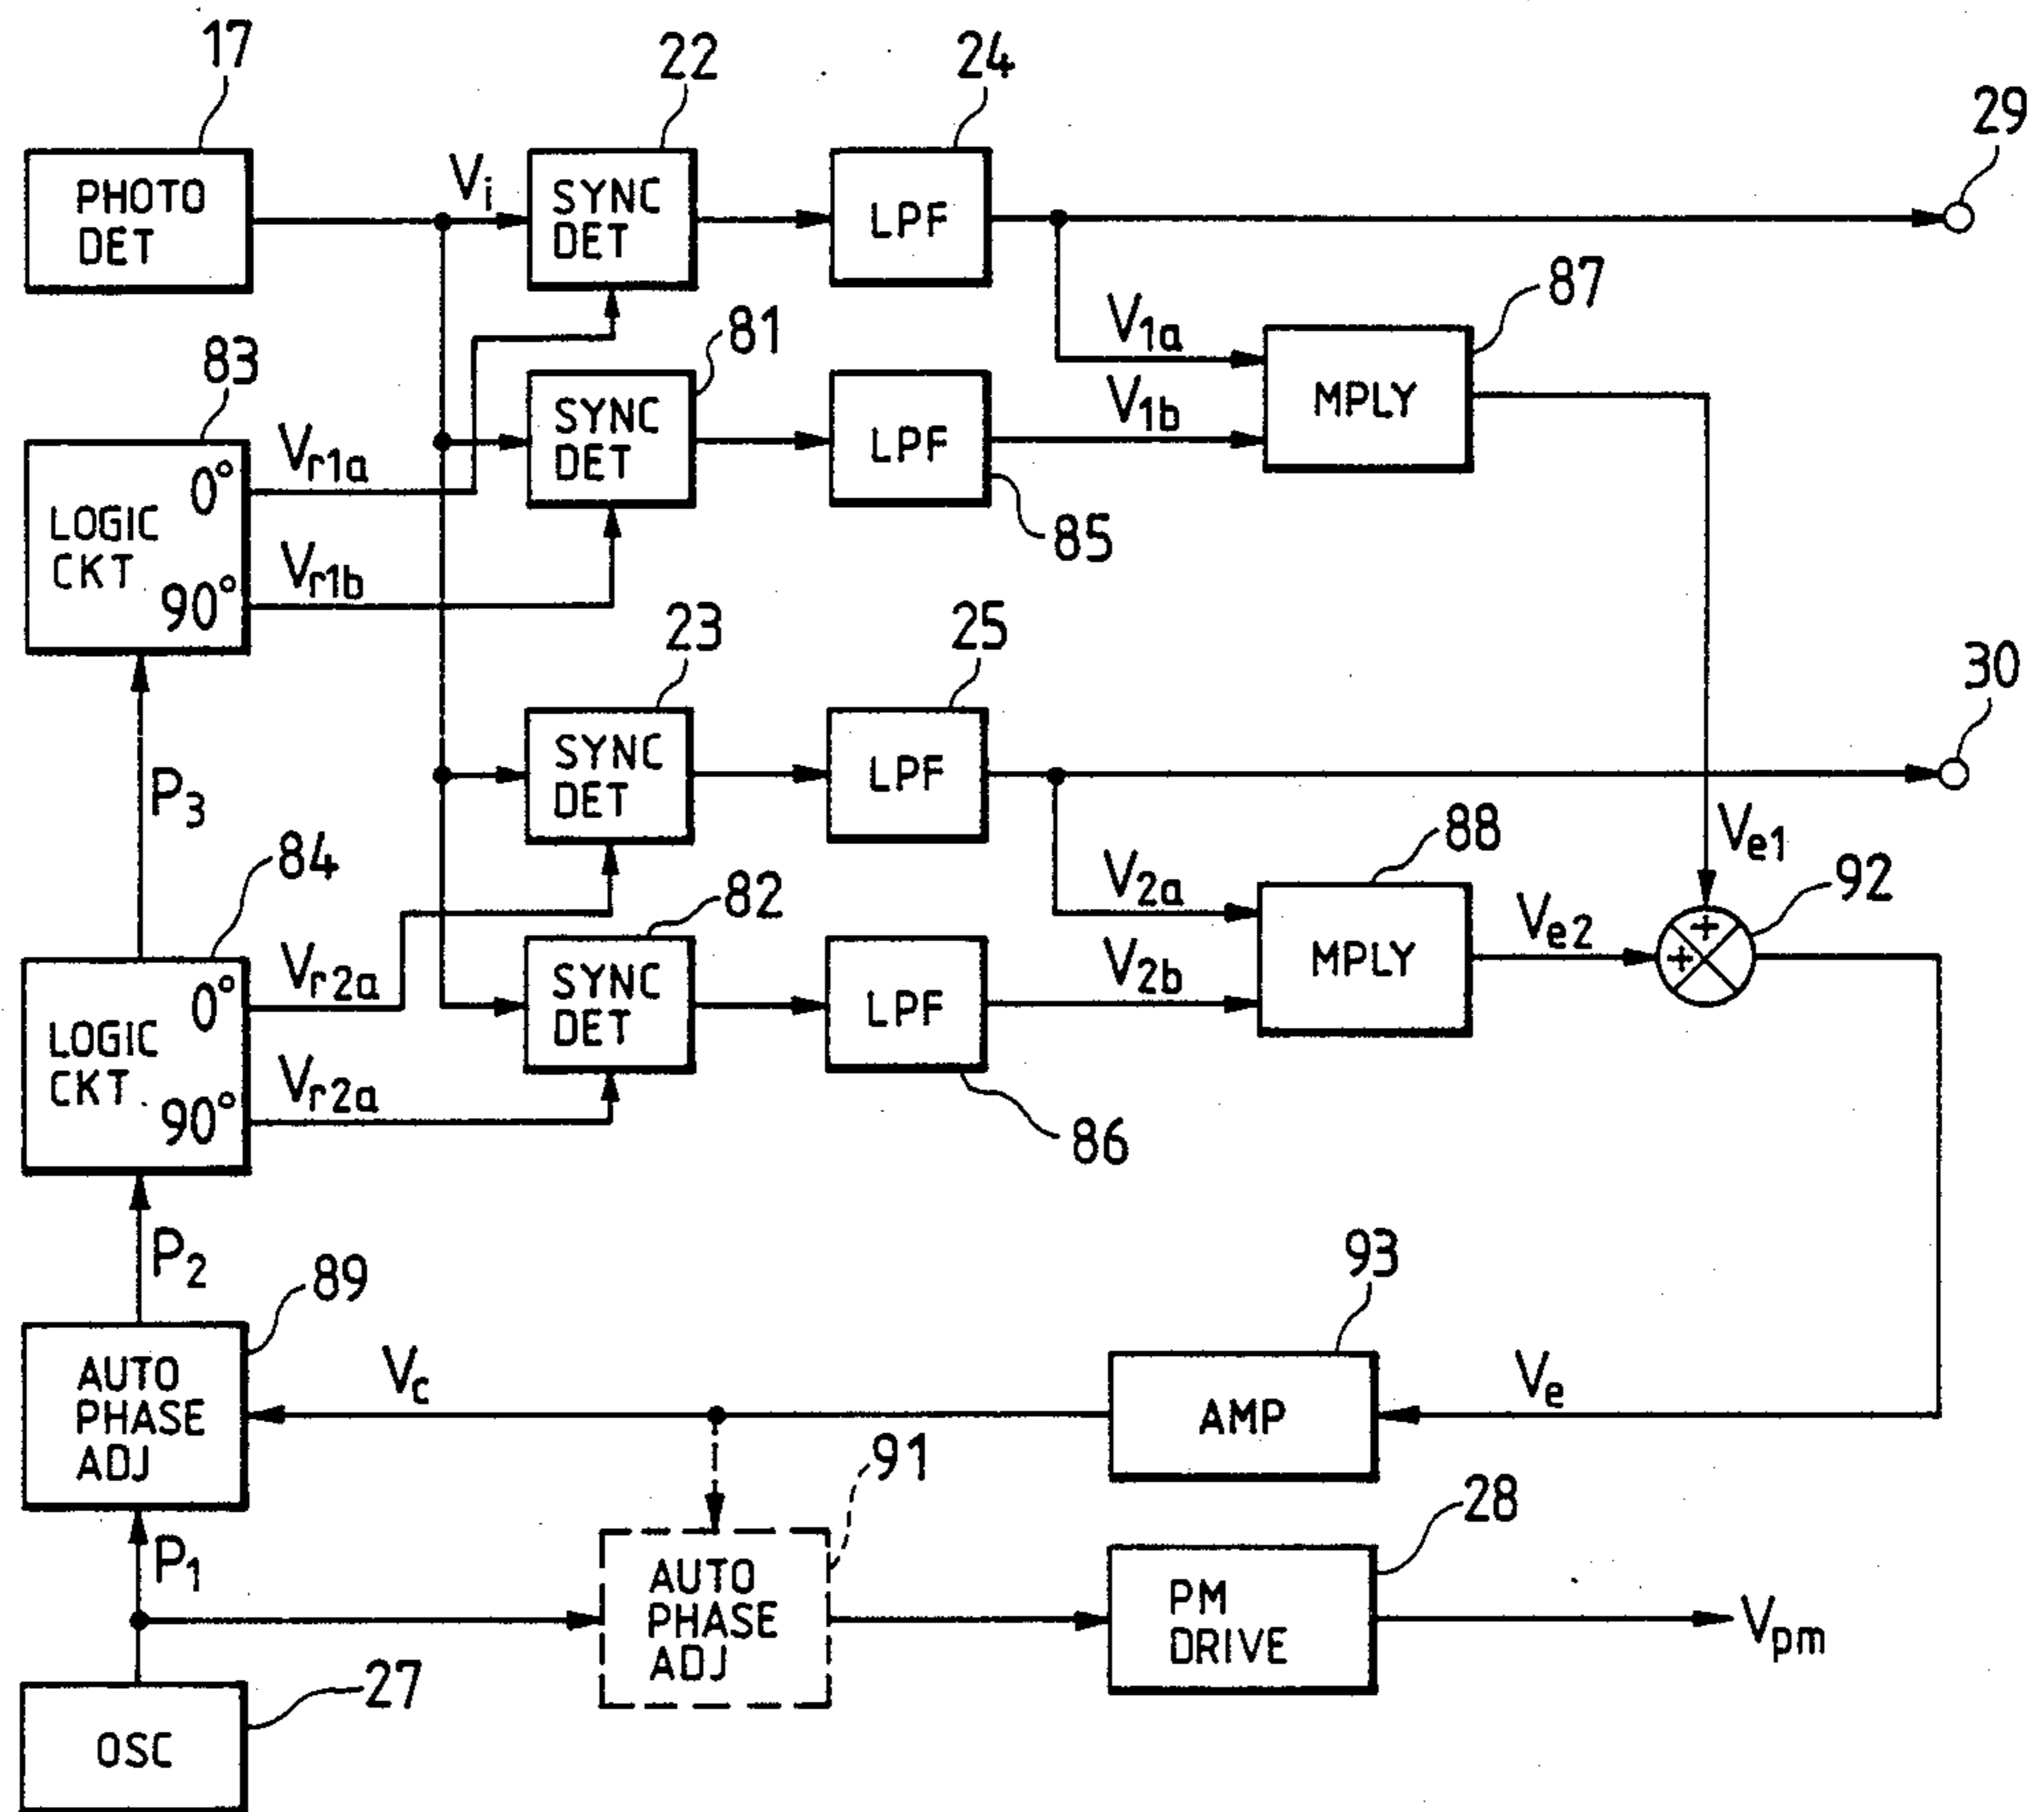 17
22
24
29
PHOTO
DET
Vi
SYNC
DET
LPF
87
83
81
V1a
V1b
MPLY
SYNC
DET
LPF
Vr1a
0°
LOGIC
CKT
85
Vr1b
90°
23
25
30
P3
SYNC
DET
LPF
84
88
Ve1
82
V2a
92
Vr2a
0°
SYNC
DET
LPF
V2b
MPLY
Ve2
+
+
LOGIC
CKT
Vr2a
90°
86
P2
89
93
AUTO
PHASE
ADJ
Vc
AMP
Ve
91
28
P1
AUTO
PHASE
ADJ
PM
DRIVE
Vpm
27
OSC